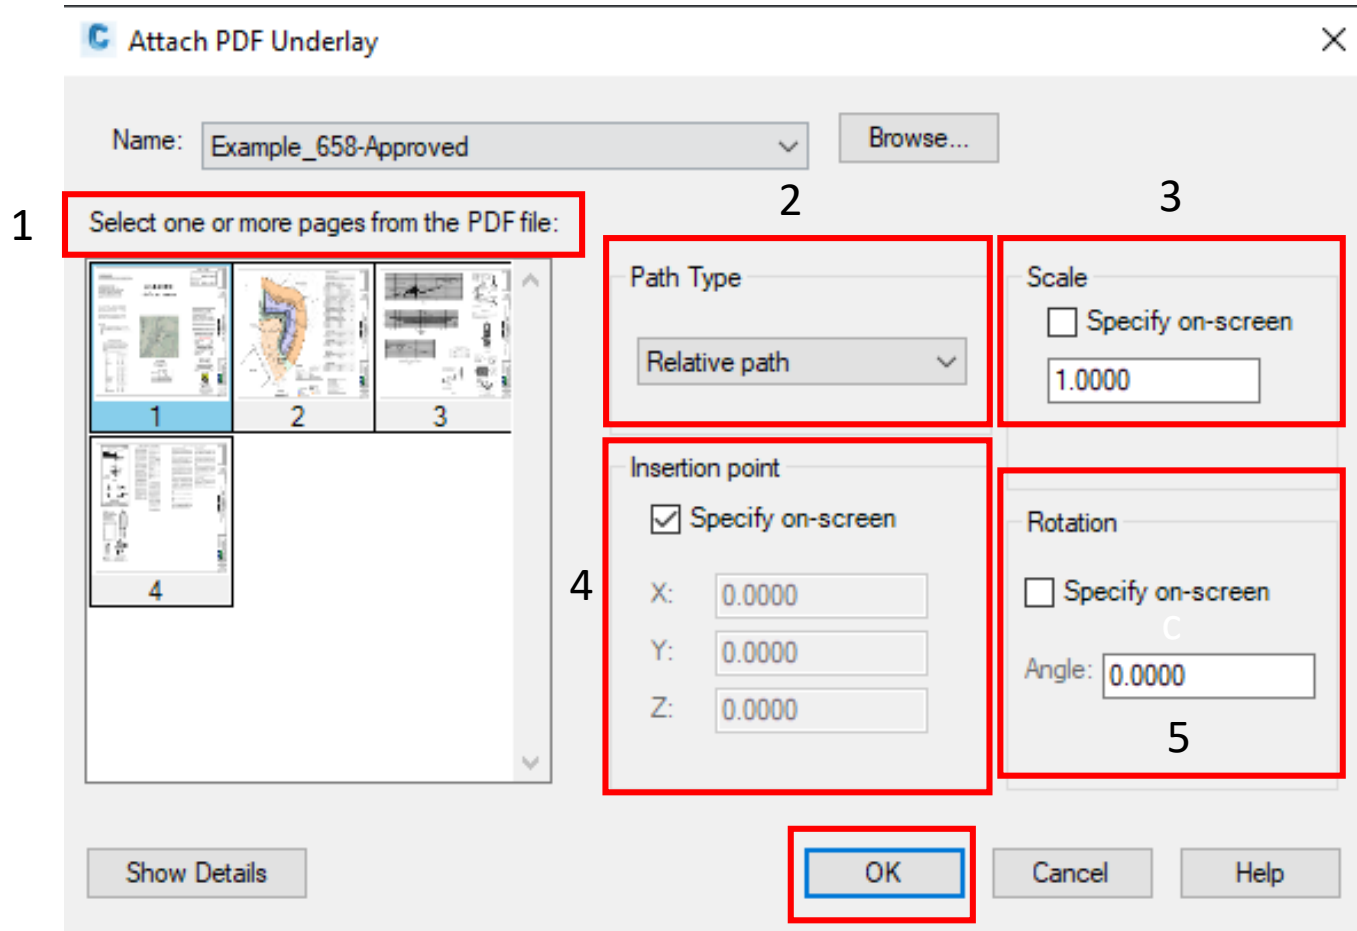 Attach PDF Underlay
Name: Example_658-Approved Browse...
1 Select one or more pages from the PDF file:
1 2 3
4
2
Path Type
Relative path
3
Scale
Specify on-screen
1.0000
4
Insertion point
Specify on-screen
X: 0.0000
Y: 0.0000
Z: 0.0000
Rotation
Specify on-screen
C
Angle: 0.0000
5
Show Details OK Cancel Help